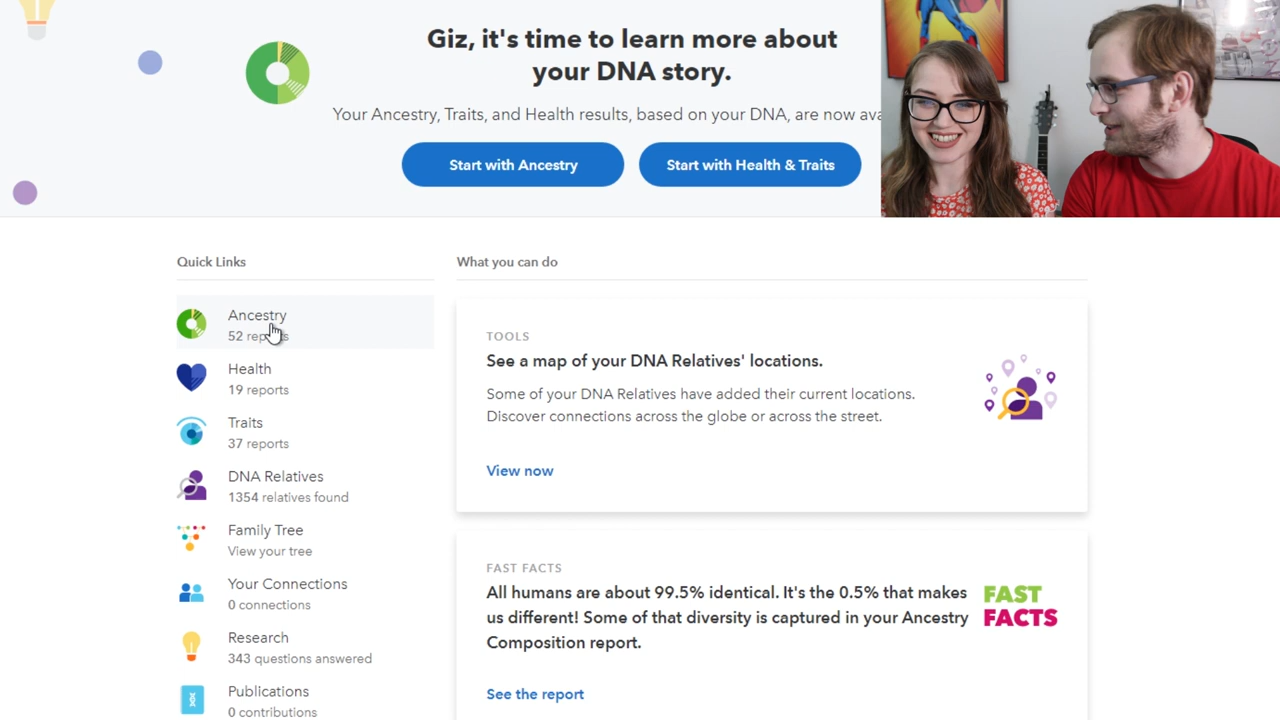 Giz, it's time to learn more about
your DNA story.
Your Ancestry, Traits, and Health results, based on your DNA, are now
Start with Ancestry
Start with Health & Traits
Quick Links
Ancestry
52 reports
Health
19 reports
Traits
37 reports
DNA Relatives
1354 relatives found
Family Tree
View your tree
Your Connections
0 connections
Research
343 questions answered
Publications
0 contributions
What you can do
TOOLS
See a map of your DNA Relatives' locations.
Some of your DNA Relatives have added their current locations.
Discover connections across the globe or across the street.
View now
FAST FACTS
All humans are about 99.5% identical. It's the 0.5% that makes
us different! Some of that diversity is captured in your Ancestry
Composition report.
See the report
FAST
FACTS